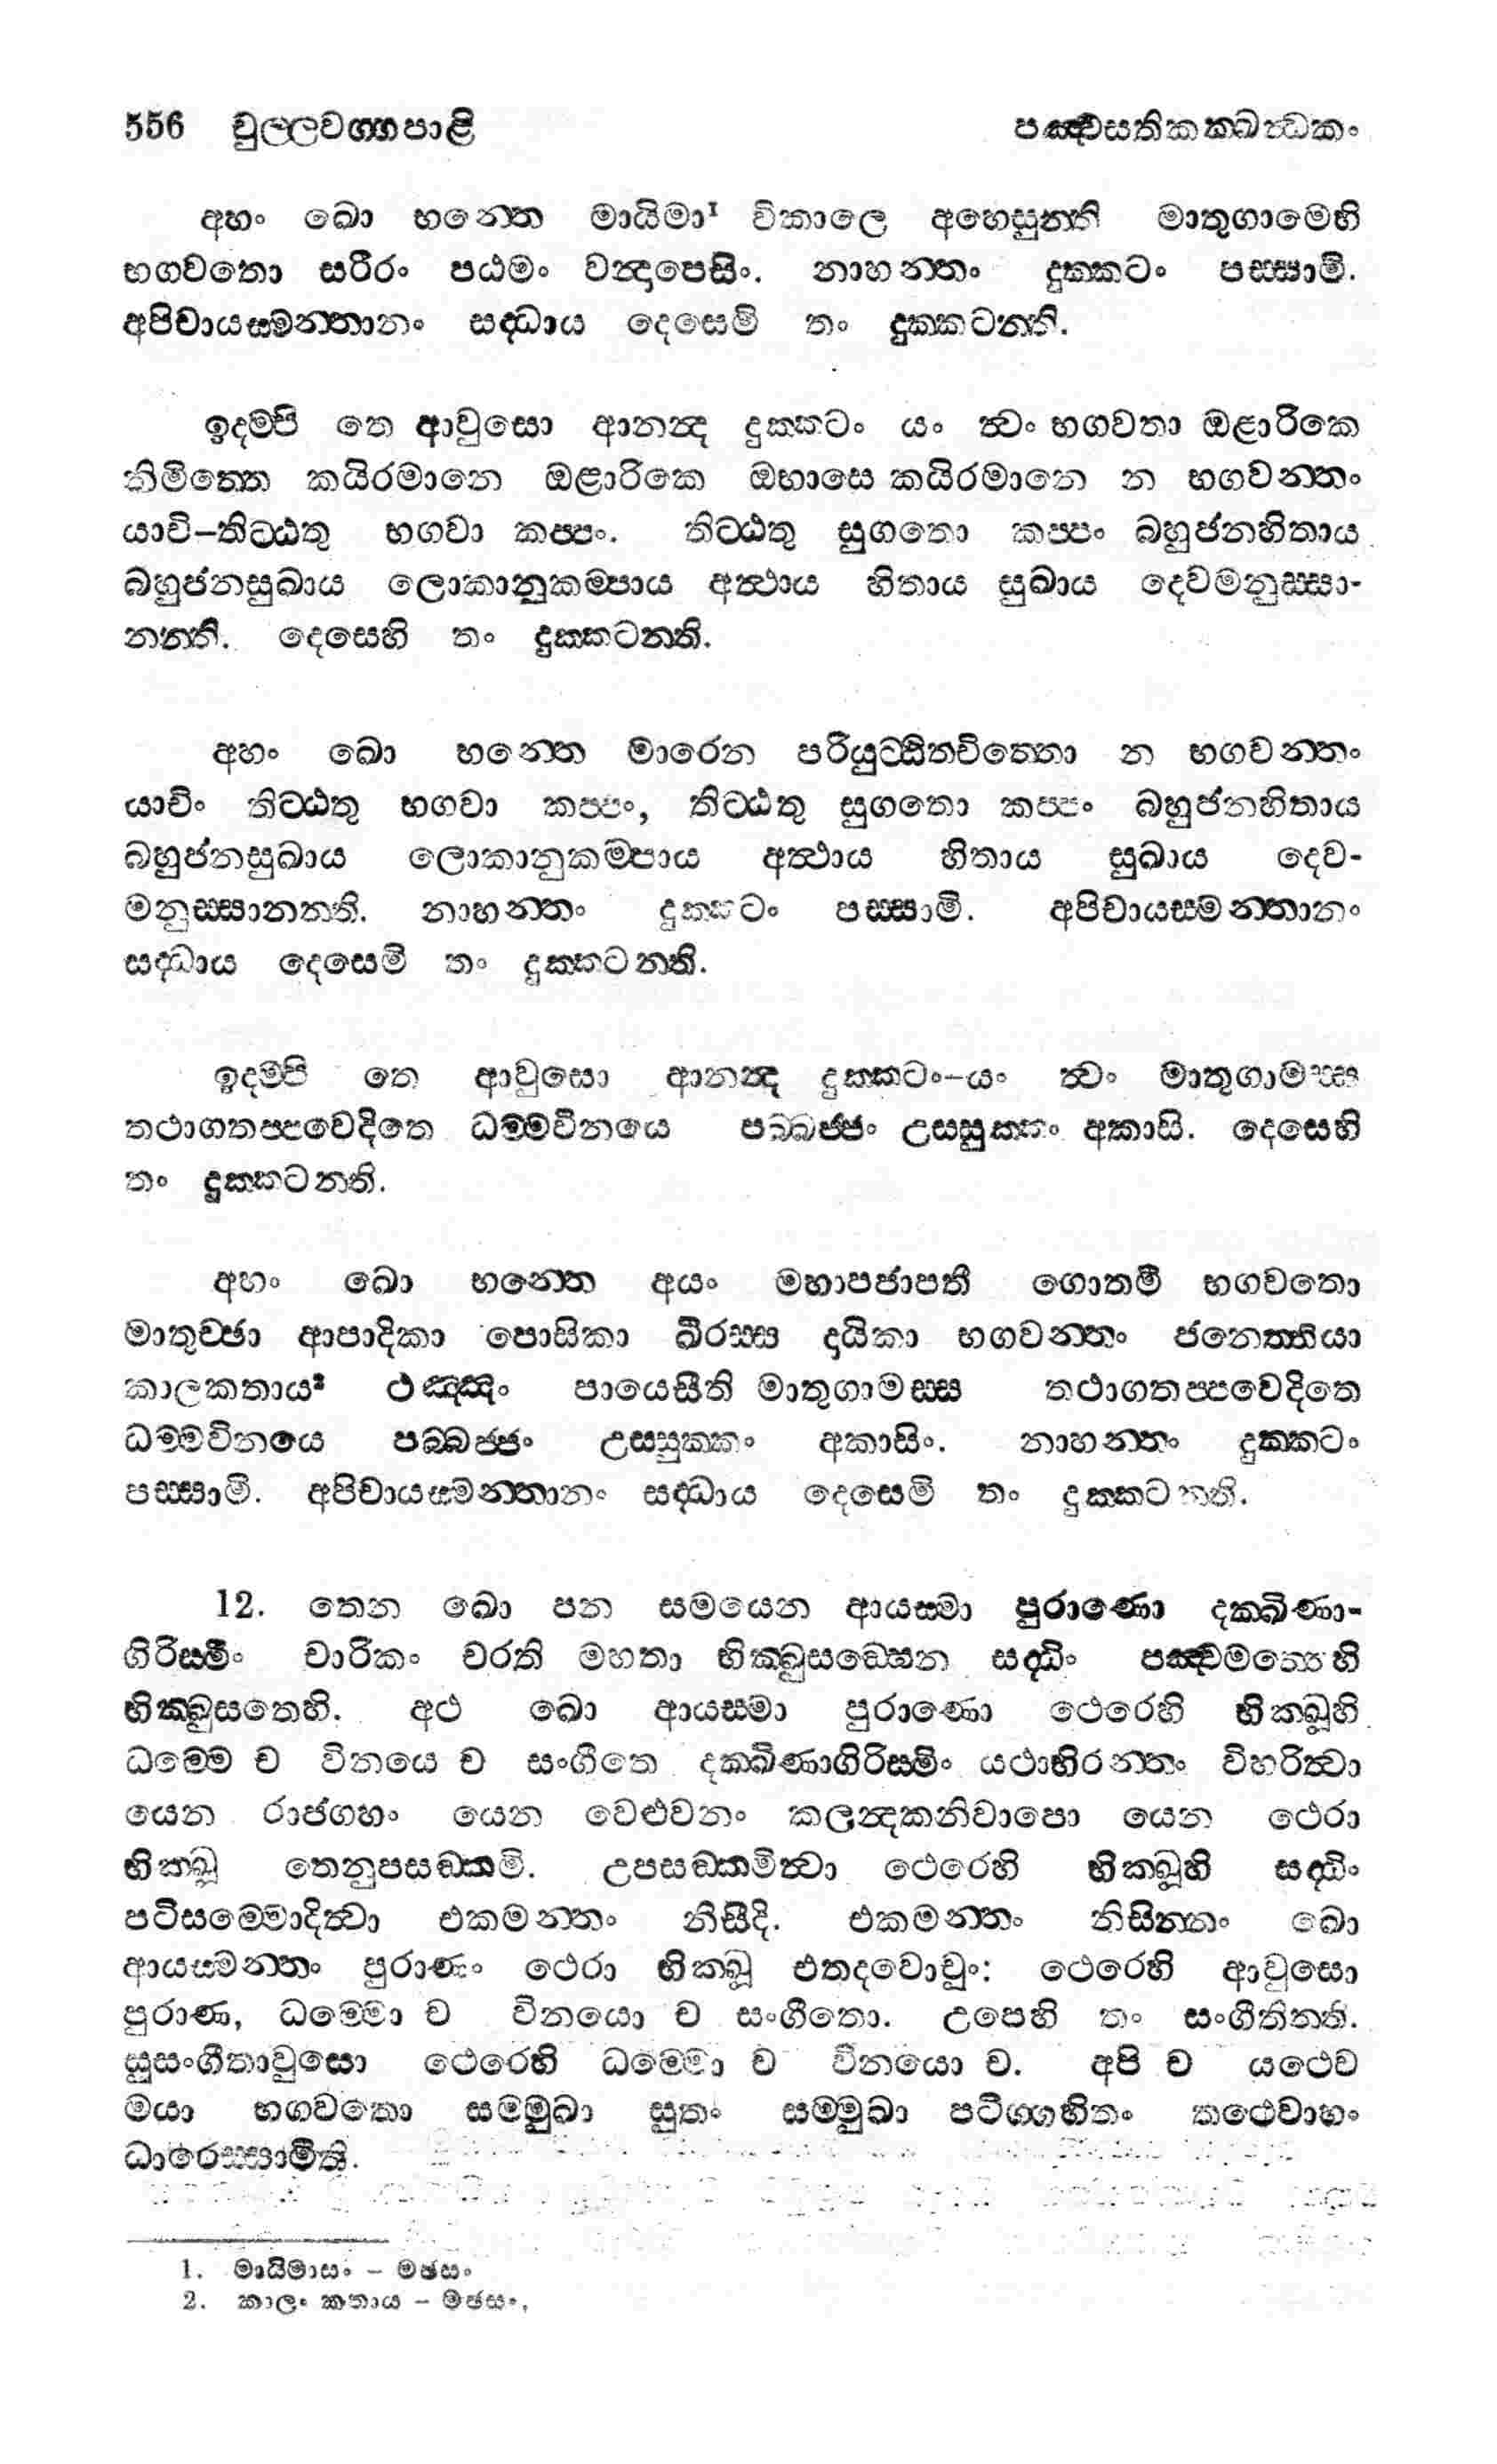 556 චුල්ලවග්ගපාළි පඤ්චසතිකක්ඛන්ධකං
අහං ඛො භන්තෙ මායිමා¹ විකාලෙ අහෙසුන්ති මාතුගාමෙහි
භගවතො සරීරං පඨමං වන්දාපෙසිං. නාහන්තං දුක්කටං පස්සාමි.
අපිචායස්මන්තානං සද්ධාය දෙසෙමි තං දුක්කටන්ති.
ඉදම්පි තෙ ආවුසො ආනන්ද දුක්කටං යං ත්වං භගවතා ඔළාරිකෙ
නිමිත්තෙ කයිරමානෙ ඔළාරිකෙ ඔභාසෙ කයිරමානෙ න භගවන්තං
යාචි–තිට්ඨතු භගවා කප්පං. තිට්ඨතු සුගතො කප්පං බහුජනහිතාය
බහුජනසුඛාය ලොකානුකම්පාය අත්ථාය හිතාය සුඛාය දෙවමනුස්සා-
නන්ති. දෙසෙහි තං දුක්කටන්ති.
අහං ඛො භන්තෙ මාරෙන පරියුට්ඨිතචිත්තො න භගවන්තං
යාචිං තිට්ඨතු භගවා කප්පං, තිට්ඨතු සුගතො කප්පං බහුජනහිතාය
බහුජනසුඛාය ලොකානුකම්පාය අත්ථාය හිතාය සුඛාය දෙව-
මනුස්සානන්ති. නාහන්තං දුක්කටං පස්සාමි. අපිචායස්මන්තානං
සද්ධාය දෙසෙමි තං දුක්කටන්ති.
ඉදම්පි තෙ ආවුසො ආනන්ද දුක්කටං–යං ත්වං මාතුගාමස්ස
තථාගතප්පවෙදිතෙ ධම්මවිනයෙ පබ්බජ්ජං උස්සුක්කං අකාසි. දෙසෙහි
තං දුක්කටන්ති.
අහං ඛො භන්තෙ අයං මහාපජාපතී ගොතමී භගවතො
මාතුච්ඡා ආපාදිකා පොසිකා ඛීරස්ස දායිකා භගවන්තං ජනෙත්තියා
කාලකතාය² ථඤ්ඤං පායෙසීති මාතුගාමස්ස තථාගතප්පවෙදිතෙ
ධම්මවිනයෙ පබ්බජ්ජං උස්සුක්කං අකාසිං. නාහන්තං දුක්කටං
පස්සාමි. අපිචායස්මන්තානං සද්ධාය දෙසෙමි තං දුක්කටන්ති.
12. තෙන ඛො පන සමයෙන ආයස්මා පුරාණො දක්ඛිණා-
ගිරිස්මිං චාරිකං චරති මහතා භික්ඛුසඞ්ඝෙන සද්ධිං පඤ්චමත්තෙහි
භික්ඛුසතෙහි. අථ ඛො ආයස්මා පුරාණො ථෙරෙහි භික්ඛූහි
ධම්මෙ ච විනයෙ ච සංගීතෙ දක්ඛිණාගිරිස්මිං යථාභිරන්තං විහරිත්වා
යෙන රාජගහං යෙන වෙළුවනං කලන්දකනිවාපො යෙන ථෙරා
භික්ඛූ තෙනුපසඞ්කමි. උපසඞ්කමිත්වා ථෙරෙහි භික්ඛූහි සද්ධිං
පටිසම්මොදිත්වා එකමන්තං නිසීදි. එකමන්තං නිසින්නං ඛො
ආයස්මන්තං පුරාණං ථෙරා භික්ඛූ එතදවොචුං: ථෙරෙහි ආවුසො
පුරාණ, ධම්මො ච විනයො ච සංගීතො. උපෙහි තං සංගීතින්ති.
සුසංගීතාවුසො ථෙරෙහි ධම්මො ච විනයො ච. අපි ච යථෙව
මයා භගවතො සම්මුඛා සුතං සම්මුඛා පටිග්ගහිතං තථෙවාහං
ධාරෙස්සාමීති.
1. මායිමාසං – මඡසං
2. කාලං කතාය – මඡසං,